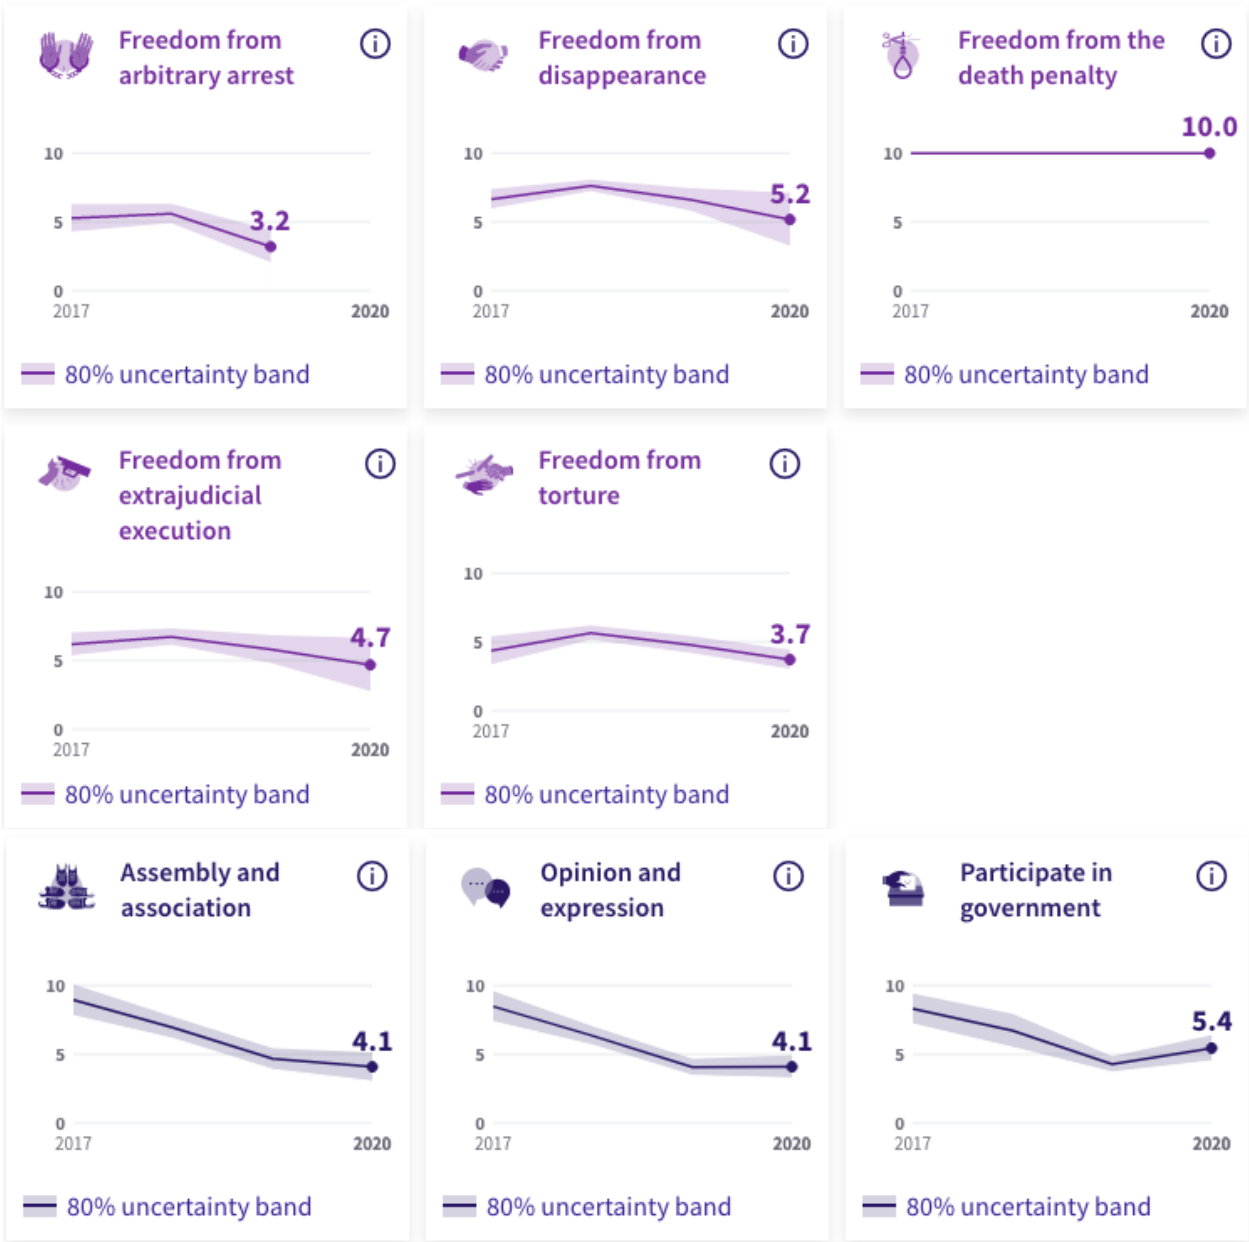 Freedom from
arbitrary arrest
10
5
0
3.2
2017
2020
80% uncertainty band
Freedom from
disappearance
10
5
0
5.2
2017
2020
80% uncertainty band
Freedom from the
death penalty
10.0
10
5
0
2017
2020
80% uncertainty band
Freedom from
extrajudicial
execution
10
5
0
4.7
2017
2020
80% uncertainty band
Freedom from
torture
10
5
0
3.7
2017
2020
80% uncertainty band
Assembly and
association
10
5
0
4.1
2017
2020
80% uncertainty band
Opinion and
expression
10
5
0
4.1
2017
2020
80% uncertainty band
Participate in
government
10
5
0
5.4
2017
2020
80% uncertainty band